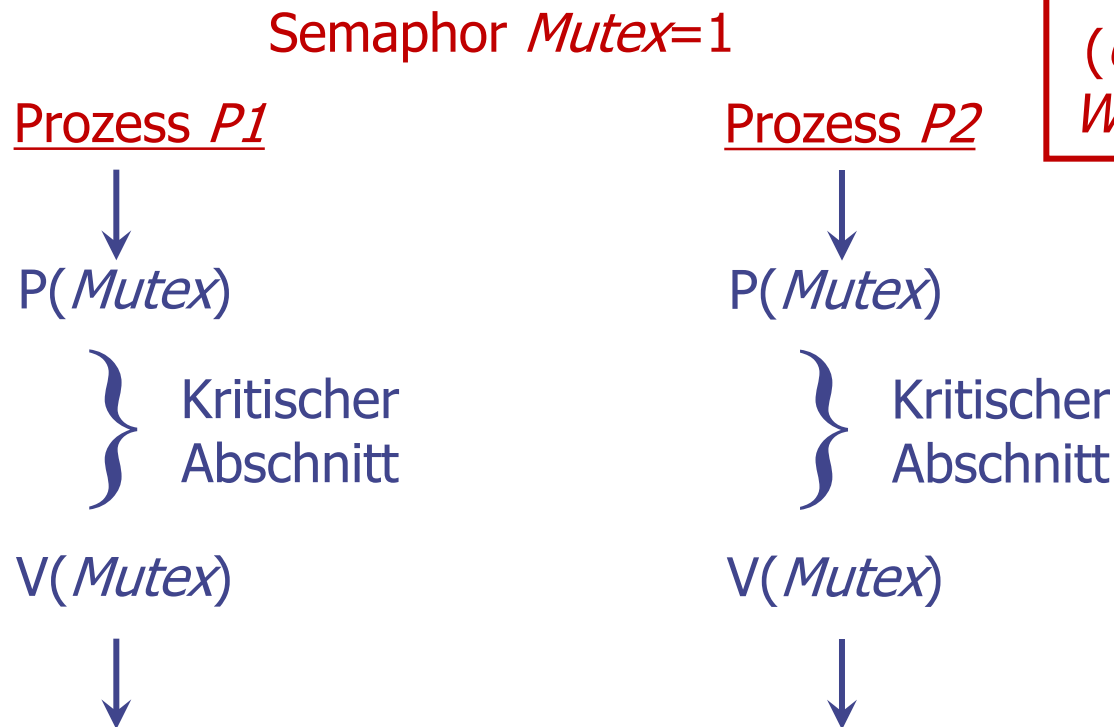 Semaphor Mutex=1
Prozess P1
P(Mutex)
Kritischer
Abschnitt
V(Mutex)
Prozess P2
P(Mutex)
Kritischer
Abschnitt
V(Mutex)